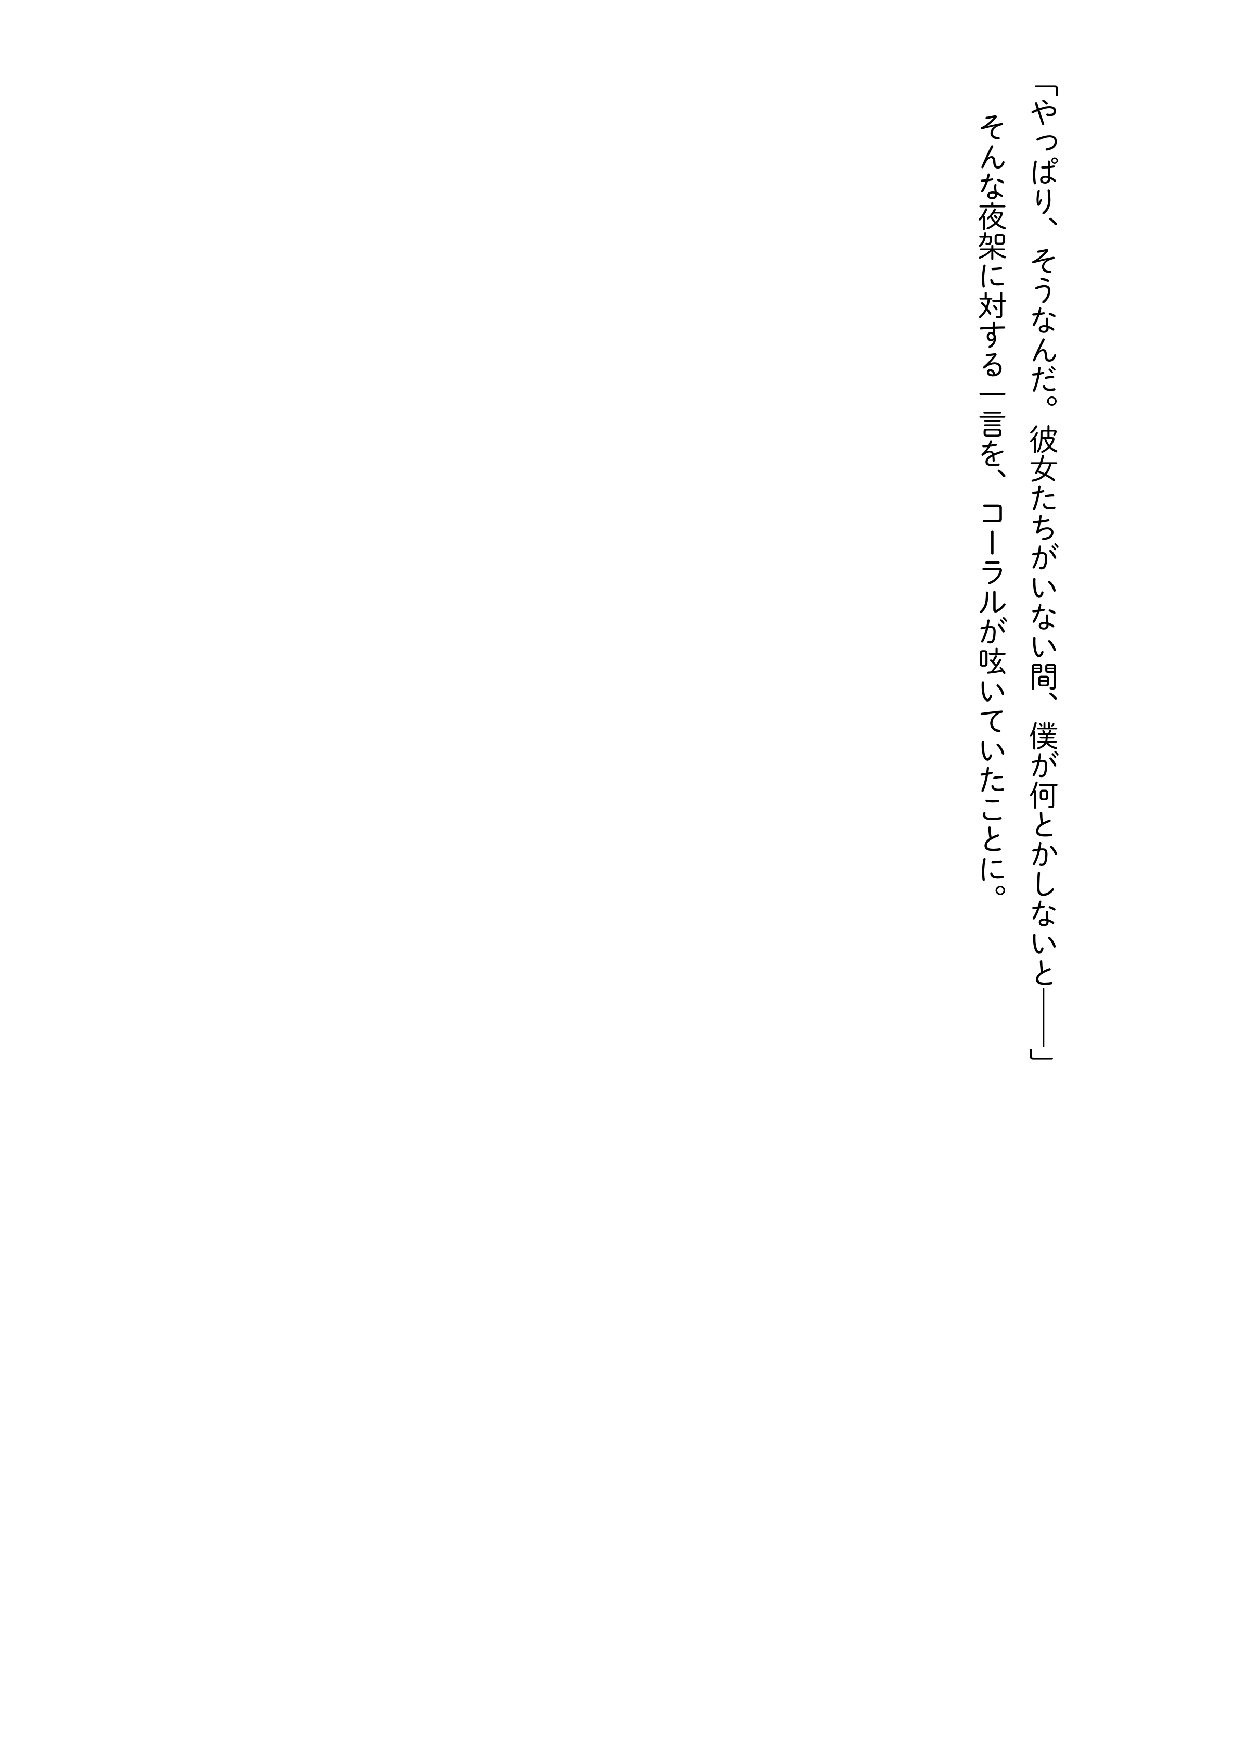 「やっぱり、そうなんだ。彼女たちがいない間、僕が何とかしないと――」
そんな夜架に対する一言を、コーラルが呟いていたことに。